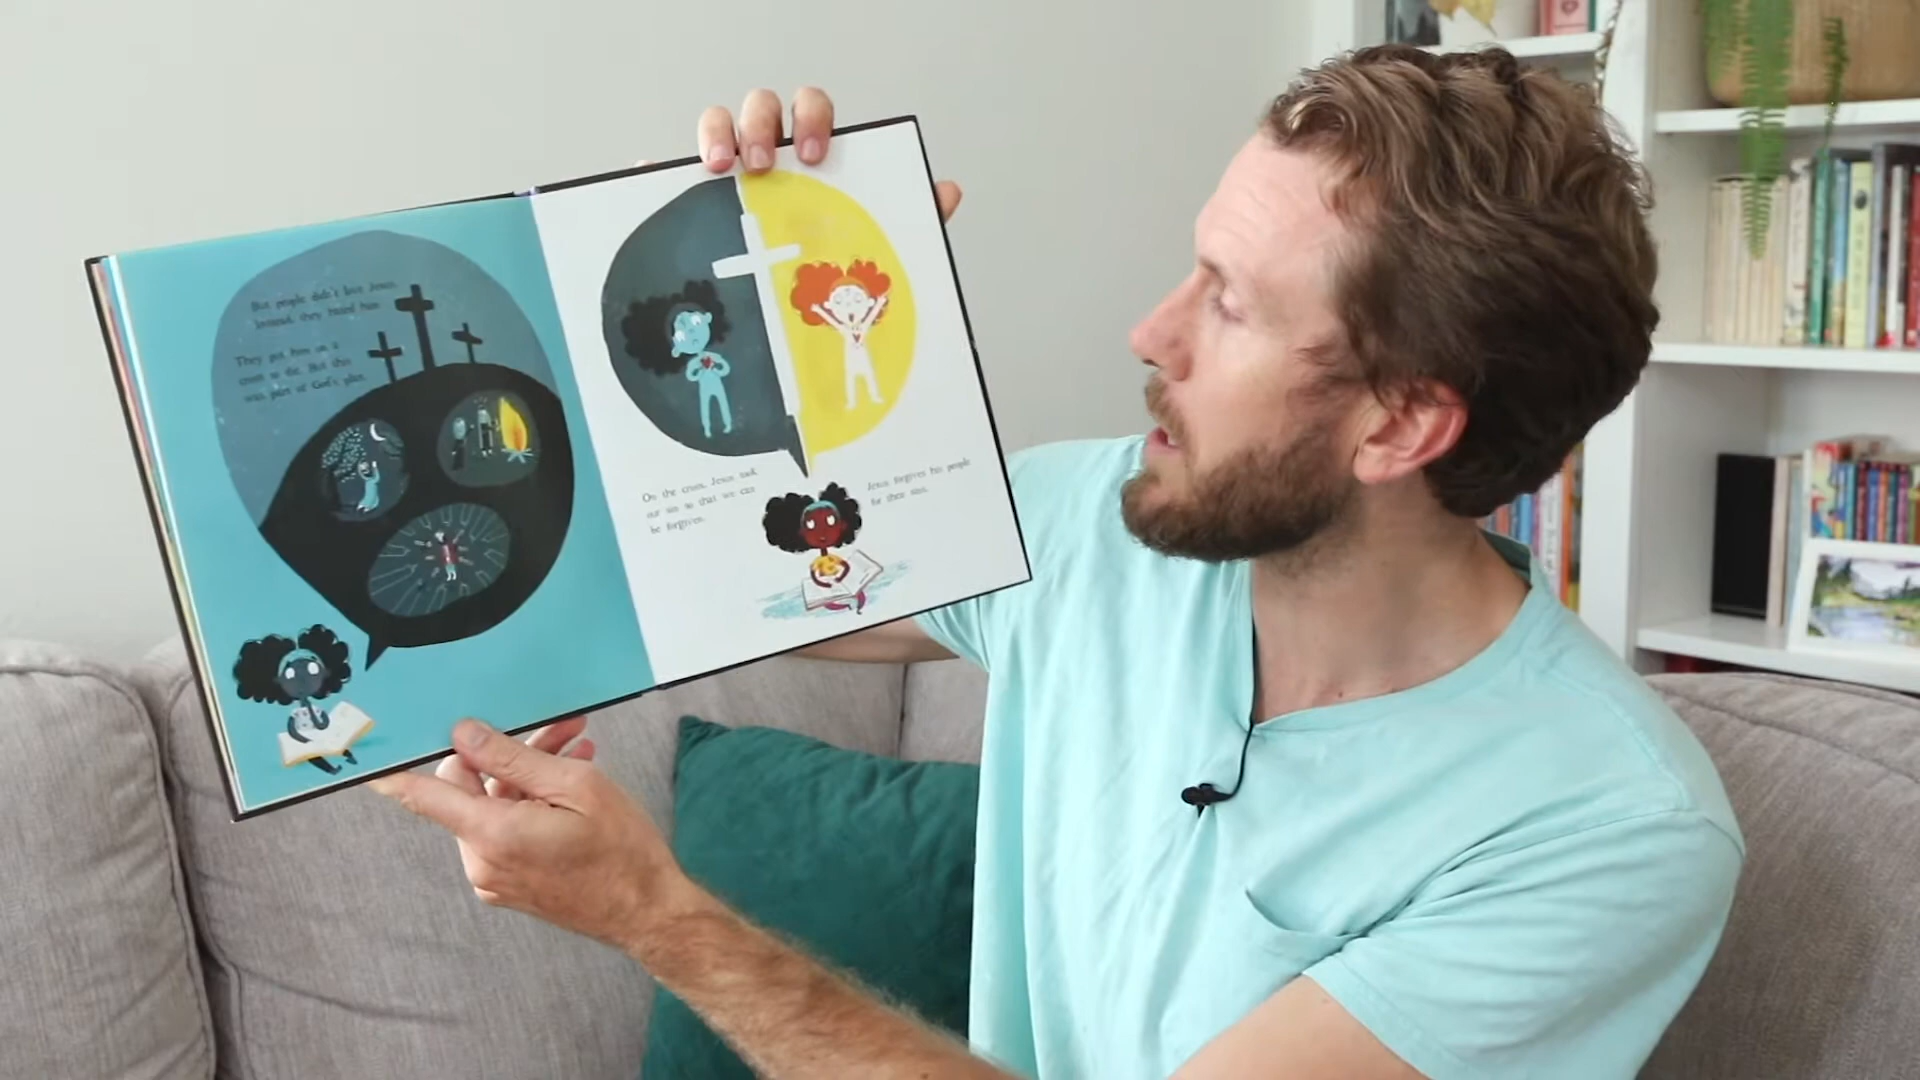 But people didn't love Jesus.
Instead, they hated him.
They put him on a
cross to die. But this
was part of God's plan.
On the cross, Jesus took
our sin so that we can
be forgiven.
Jesus forgives his people
for their sins.